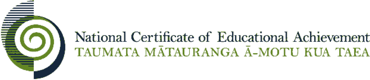 National Certificate of Educational Achievement
TAUMATA MĀTAURANGA Ā-MOTU KUA TAEA